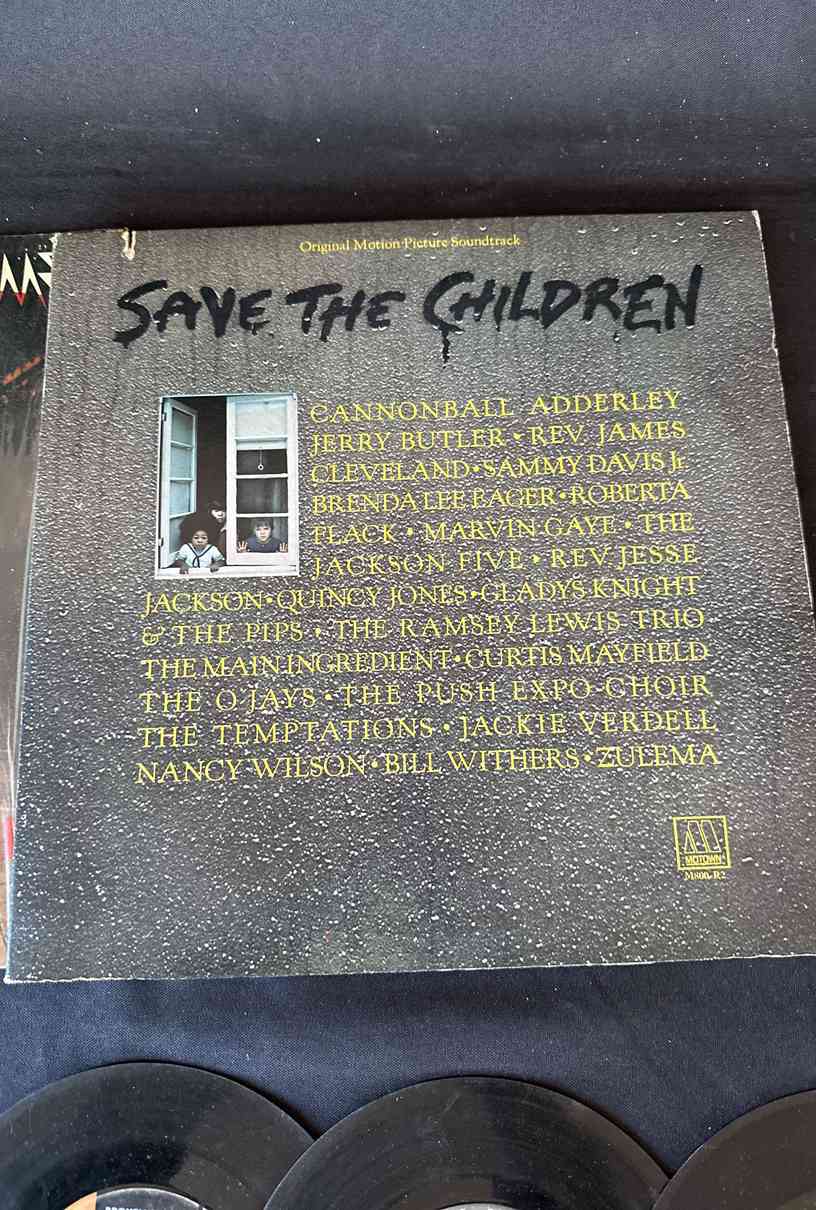 Original Motion Picture Soundtrack
SAVE THE CHILDREN
CANNONBALL ADDERLEY
JERRY BUTLER • REV. JAMES
CLEVELAND • SAMMY DAVIS Jr.
BRENDA LEE EAGER • ROBERTA
FLACK • MARVIN GAYE • THE
JACKSON FIVE • REV. JESSE
JACKSON • QUINCY JONES • GLADYS KNIGHT
& THE PIPS • THE RAMSEY LEWIS TRIO
THE MAIN INGREDIENT • CURTIS MAYFIELD
THE O'JAYS • THE PUSH EXPO CHOIR
THE TEMPTATIONS • JACKIE VERDELL
NANCY WILSON • BILL WITHERS • ZULEMA
MOTOWN
M800-R2